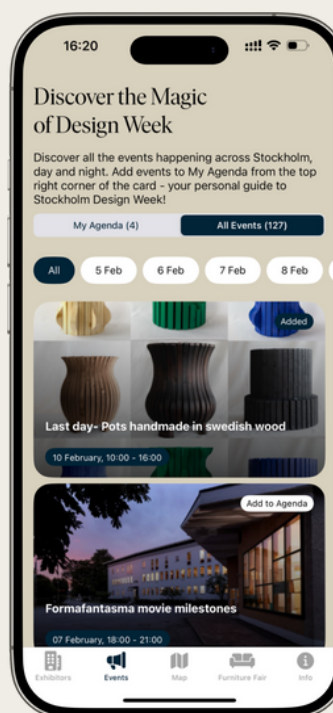 16:20
Discover the Magic
of Design Week
Discover all the events happening across Stockholm,
day and night. Add events to My Agenda from the top
right corner of the card - your personal guide to
Stockholm Design Week!
My Agenda (4)
All Events (127)
All
5 Feb
6 Feb
7 Feb
8 Feb
Added
Last day- Pots handmade in swedish wood
10 February, 10:00 - 16:00
Add to Agenda
Formafantasma movie milestones
07 February, 18:00 - 21:00
Exhibitors
Events
Map
Furniture Fair
Info